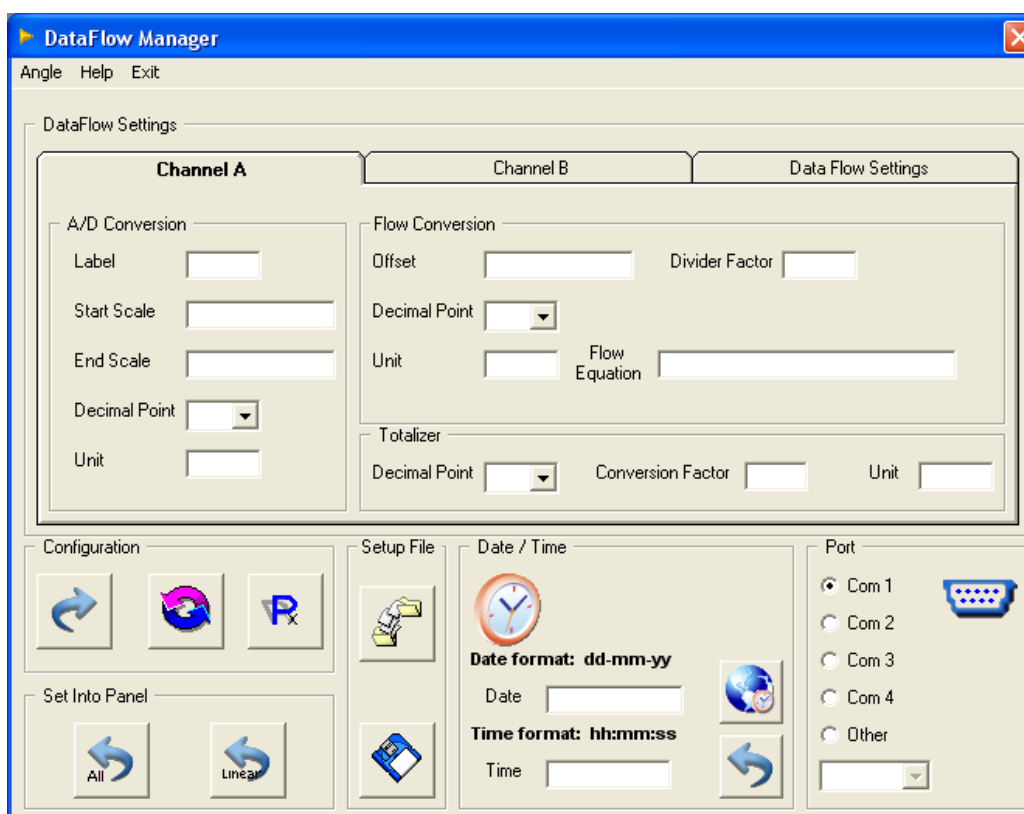 DataFlow Manager
Angle Help Exit
DataFlow Settings
Channel A Channel B Data Flow Settings
A/D Conversion
Label
Start Scale
End Scale
Decimal Point
Unit
Flow Conversion
Offset Divider Factor
Decimal Point
Unit Flow
Equation
Totalizer
Decimal Point Conversion Factor Unit
Configuration
Rx
Set Into Panel
All Linear
Setup File
Date / Time
Date format: dd-mm-yy
Date
Time format: hh:mm:ss
Time
Port
Com 1
Com 2
Com 3
Com 4
Other